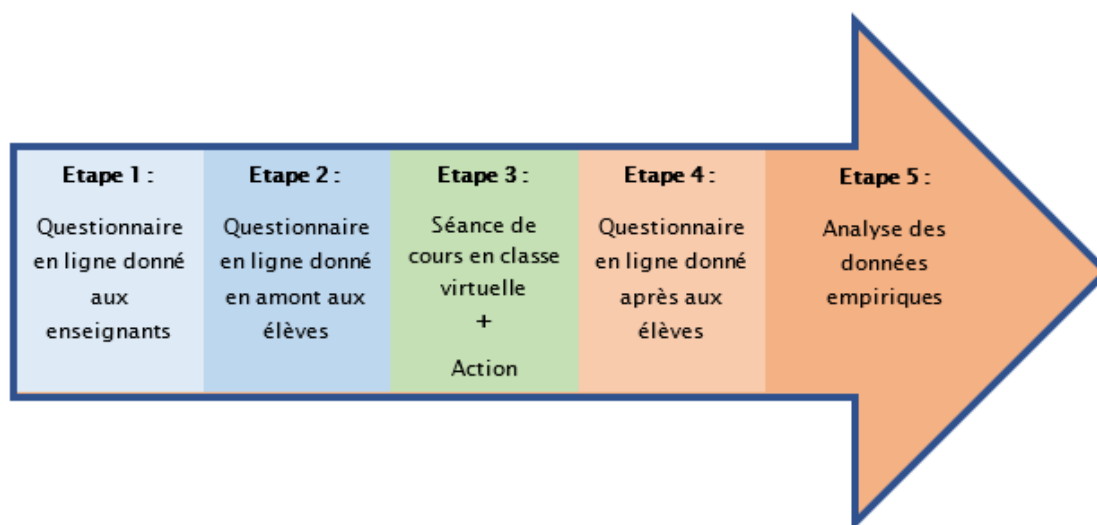 Etape 1 :
Questionnaire
en ligne donné
aux
enseignants
Etape 2 :
Questionnaire
en ligne donné
en amont aux
élèves
Etape 3 :
Séance de
cours en classe
virtuelle
+
Action
Etape 4 :
Questionnaire
en ligne donné
après aux
élèves
Etape 5 :
Analyse des
données
empiriques